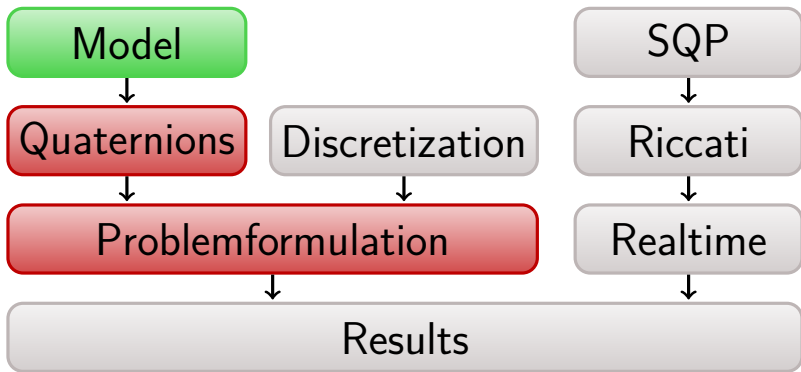 Model
SQP
Quaternions
Discretization
Riccati
Problemformulation
Realtime
Results